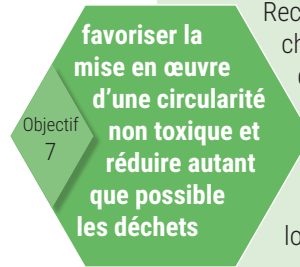 favoriser la
mise en œuvre
d'une circularité
non toxique et
réduire autant
que possible
les déchets
Objectif
7